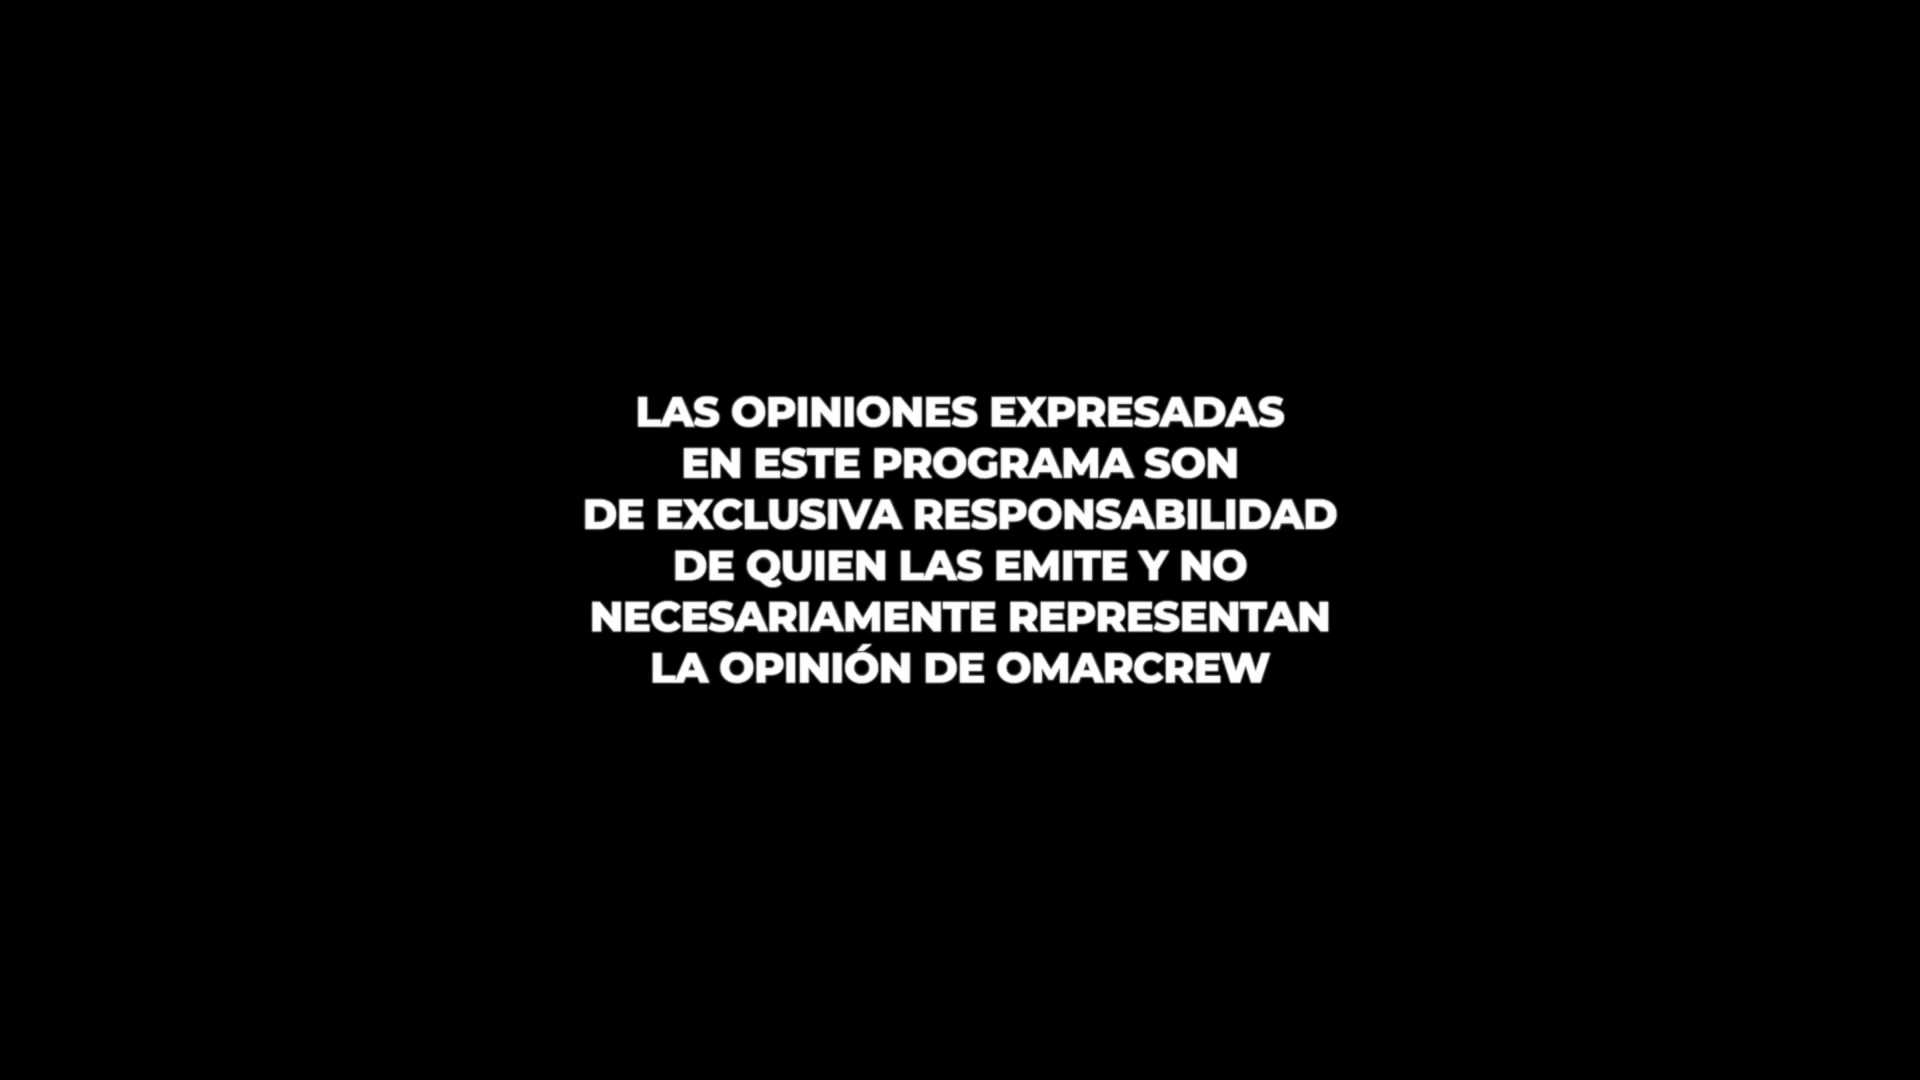 LAS OPINIONES EXPRESADAS
EN ESTE PROGRAMA SON
DE EXCLUSIVA RESPONSABILIDAD
DE QUIEN LAS EMITE Y NO
NECESARIAMENTE REPRESENTAN
LA OPINIÓN DE OMARCREW